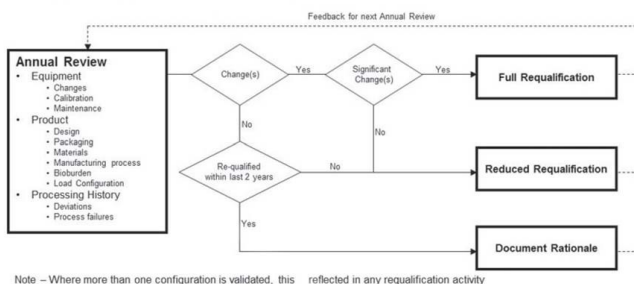 Feedback for next Annual Review
Annual Review
• Equipment
• Changes
• Calibration
• Maintenance
• Product
• Design
• Packaging
• Materials
• Manufacturing process
• Bioburden
• Load Configuration
• Processing History
• Deviations
• Process failures
Change(s)
Yes
Significant
Change(s)
Yes
Full Requalification
No
No
Re-qualified
within last 2 years
No
Reduced Requalification
Yes
Document Rationale
Note – Where more than one configuration is validated, this reflected in any requalification activity